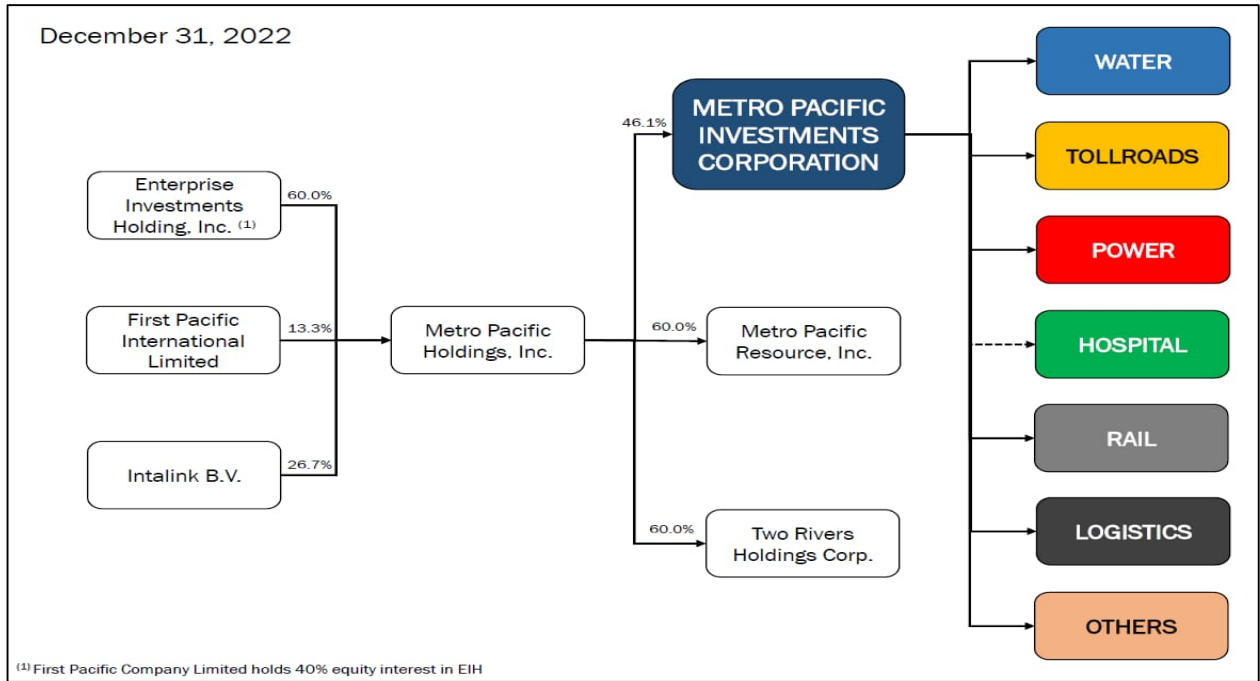 December 31, 2022
Enterprise
Investments
Holding, Inc. (1)
60.0%
First Pacific
International
Limited
13.3%
Intalink B.V.
26.7%
Metro Pacific
Holdings, Inc.
46.1%
METRO PACIFIC
INVESTMENTS
CORPORATION
60.0%
Metro Pacific
Resource, Inc.
60.0%
Two Rivers
Holdings Corp.
WATER
TOLLROADS
POWER
HOSPITAL
RAIL
LOGISTICS
OTHERS
(1) First Pacific Company Limited holds 40% equity interest in EIH